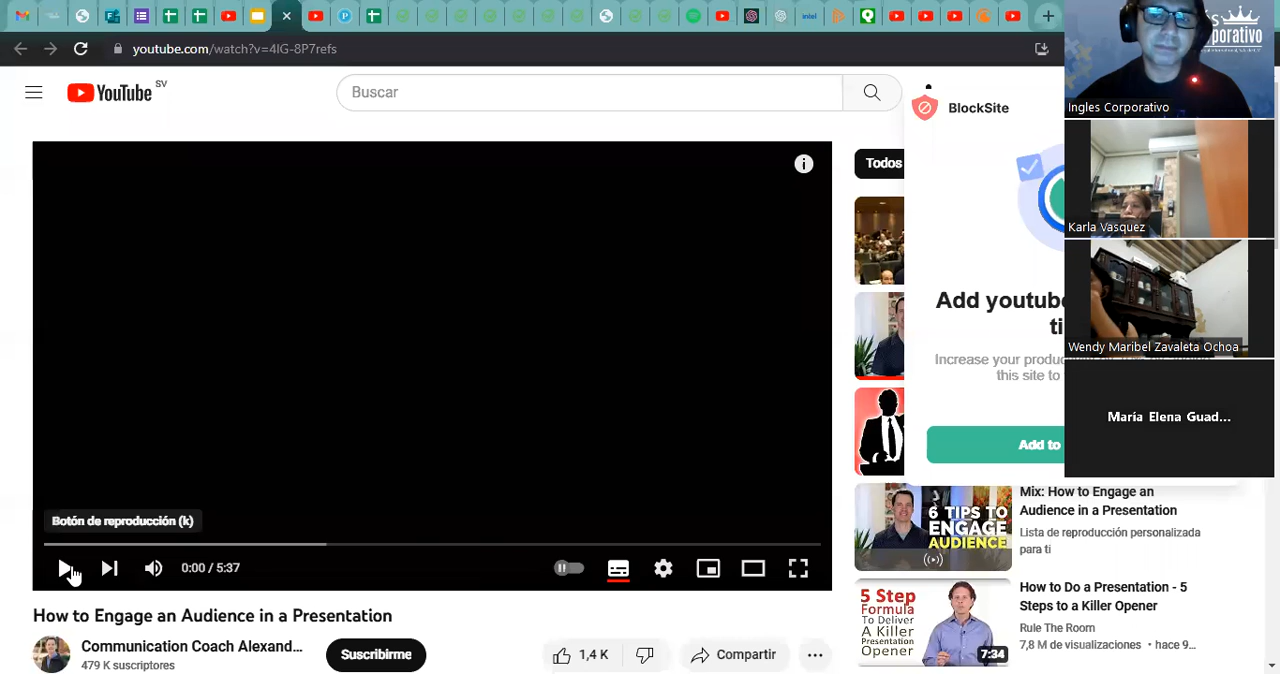 youtube.com/watch?v=4lG-8P7refs
YouTube SV
Buscar
BlockSite
Ingles Corporativo
Todos
Karla Vasquez
Add youtube
ti
Increase your produc
this site to
Wendy Maribel Zavaleta Ochoa
María Elena Guad...
Add to
Mix: How to Engage an
Audience in a Presentation
Lista de reproducción personalizada
para ti
6 TIPS TO
ENGAGE
AUDIENCE
Botón de reproducción (k)
0:00 / 5:37
How to Engage an Audience in a Presentation
Communication Coach Alexand...
479 K suscriptores
Suscribirme
1,4 K
Compartir
5 Step
Formula
To Deliver
A Killer
Presentation
Opener
7:34
How to Do a Presentation - 5
Steps to a Killer Opener
Rule The Room
7,8 M de visualizaciones • hace 9...